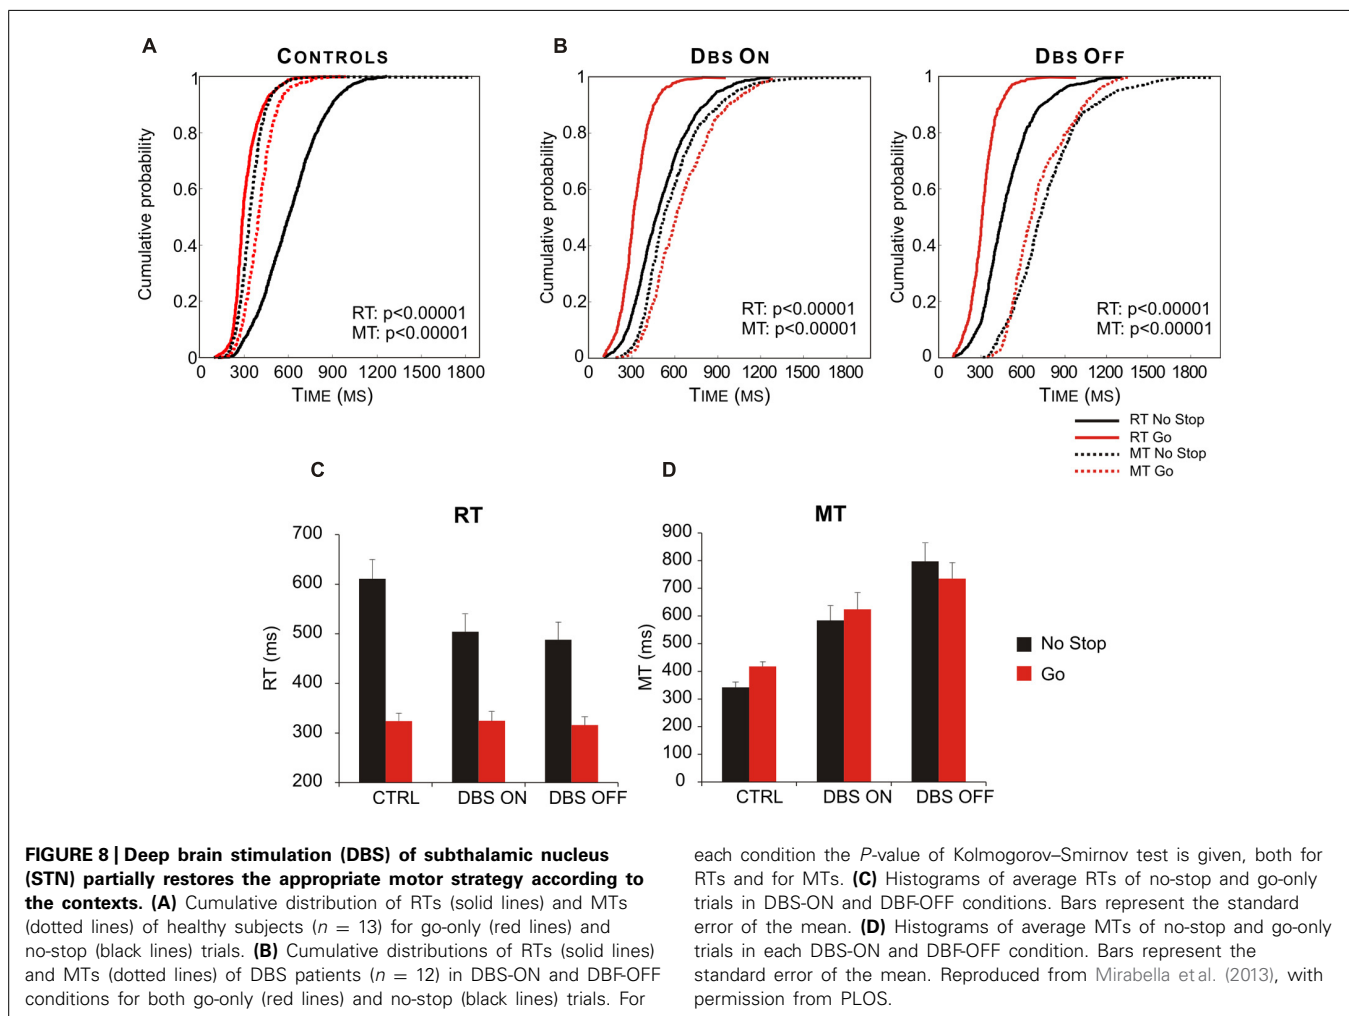 A
CONTROLS
1
0.8
0.6
0.4
0.2
0
Cumulative probability
RT: p<0.00001
MT: p<0.00001
0 300 600 900 1200 1500 1800
TIME (MS)
B
DBS ON
1
0.8
0.6
0.4
0.2
0
Cumulative probability
RT: p<0.00001
MT: p<0.00001
0 300 600 900 1200 1500 1800
TIME (MS)
DBS OFF
1
0.8
0.6
0.4
0.2
0
Cumulative probability
RT: p<0.00001
MT: p<0.00001
0 300 600 900 1200 1500 1800
TIME (MS)
RT No Stop
RT Go
MT No Stop
MT Go
C
RT
700
600
500
400
300
200
RT (ms)
CTRL DBS ON DBS OFF
D
MT
900
800
700
600
500
400
300
200
100
0
MT (ms)
CTRL DBS ON DBS OFF
No Stop
Go
FIGURE 8 | Deep brain stimulation (DBS) of subthalamic nucleus
(STN) partially restores the appropriate motor strategy according to
the contexts. (A) Cumulative distribution of RTs (solid lines) and MTs
(dotted lines) of healthy subjects (n = 13) for go-only (red lines) and
no-stop (black lines) trials. (B) Cumulative distributions of RTs (solid lines)
and MTs (dotted lines) of DBS patients (n = 12) in DBS-ON and DBF-OFF
conditions for both go-only (red lines) and no-stop (black lines) trials. For
each condition the P-value of Kolmogorov–Smirnov test is given, both for
RTs and for MTs. (C) Histograms of average RTs of no-stop and go-only
trials in DBS-ON and DBF-OFF conditions. Bars represent the standard
error of the mean. (D) Histograms of average MTs of no-stop and go-only
trials in each DBS-ON and DBF-OFF condition. Bars represent the
standard error of the mean. Reproduced from Mirabella et al. (2013), with
permission from PLOS.